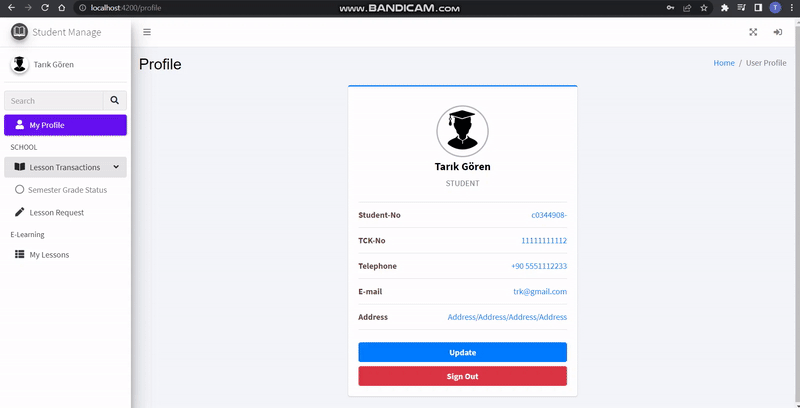 localhost:4200/profile
www.BANDICAM.com
T
Student Manage
Tarık Gören
Search
My Profile
SCHOOL
Lesson Transactions
Semester Grade Status
Lesson Request
E-Learning
My Lessons
Profile
Home / User Profile
Tarık Gören
STUDENT
Student-No c0344908-
TCK-No 11111111112
Telephone +90 5551112233
E-mail trk@gmail.com
Address Address/Address/Address/Address
Update
Sign Out